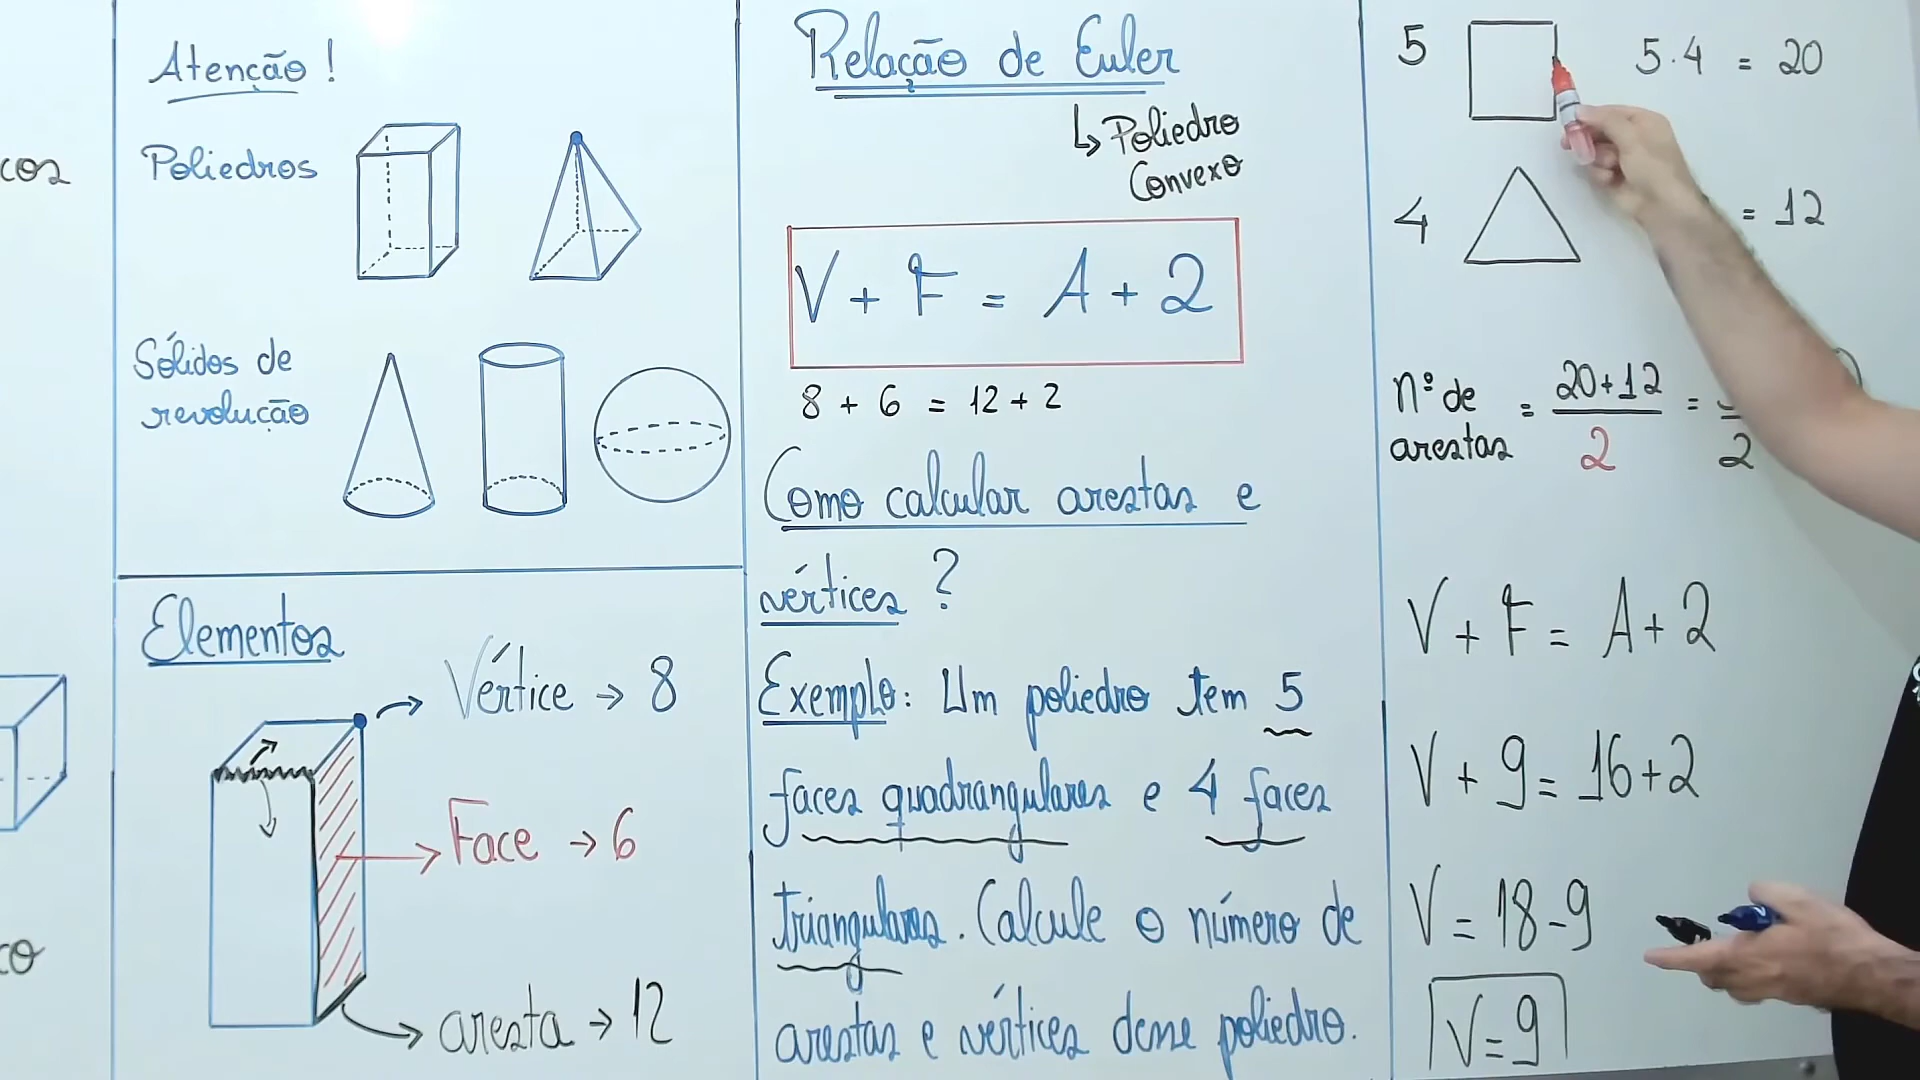 cos
co
Atenção!
Poliedros
Sólidos de
revolução
Elementos
Vértice → 8
Face → 6
aresta → 12
Relação de Euler
↳ Poliedro
Convexo
V + F = A + 2
8 + 6 = 12 + 2
Como calcular arestas e
vértices ?
Exemplo: Um poliedro tem 5
faces quadrangulares e 4 faces
triangulares. Calcule o número de
arestas e vértices desse poliedro.
5 5.4 = 20
4 = 12
nº de
arestas = 20+12 / 2 = / 2
V + F = A + 2
V + 9 = 16 + 2
V = 18 - 9
V = 9